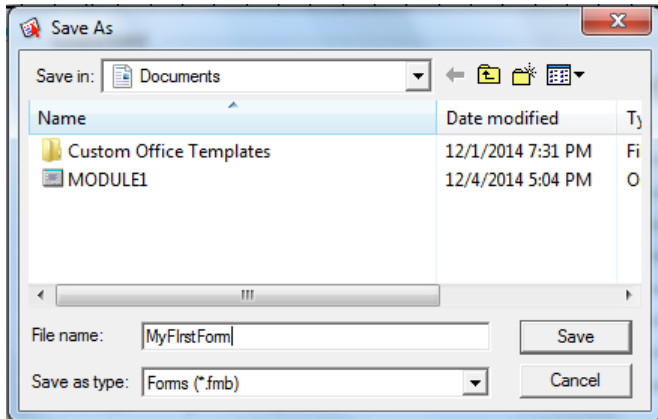 Save As
x
Save in: Documents
Name Date modified Ty
Custom Office Templates 12/1/2014 7:31 PM Fi
MODULE1 12/4/2014 5:04 PM O
File name: MyFIrstForm Save
Save as type: Forms (*.fmb) Cancel